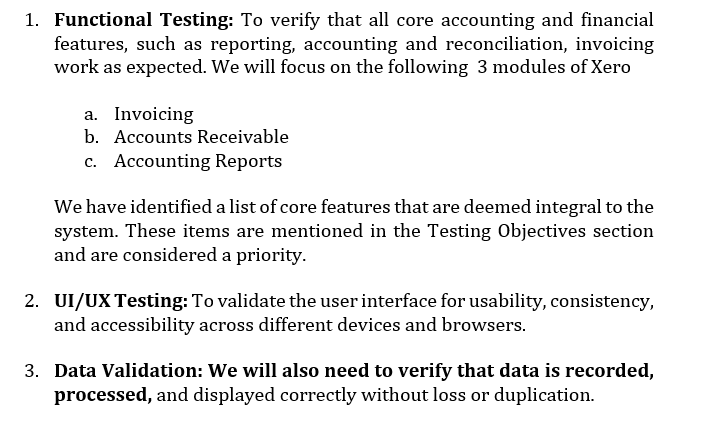 1. Functional Testing: To verify that all core accounting and financial
features, such as reporting, accounting and reconciliation, invoicing
work as expected. We will focus on the following 3 modules of Xero
a. Invoicing
b. Accounts Receivable
c. Accounting Reports
We have identified a list of core features that are deemed integral to the
system. These items are mentioned in the Testing Objectives section
and are considered a priority.
2. UI/UX Testing: To validate the user interface for usability, consistency,
and accessibility across different devices and browsers.
3. Data Validation: We will also need to verify that data is recorded,
processed, and displayed correctly without loss or duplication.